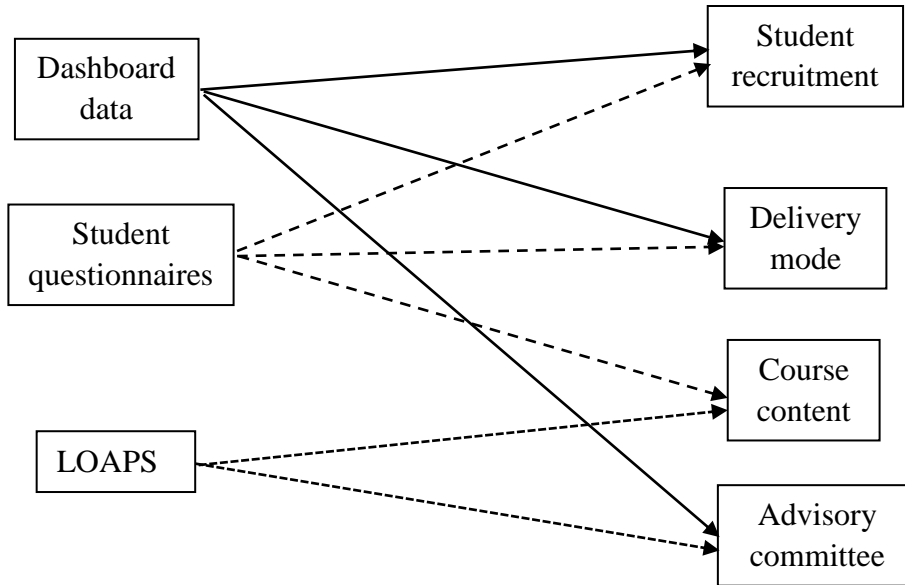 Dashboard
data
Student
questionnaires
LOAPS
Student
recruitment
Delivery
mode
Course
content
Advisory
committee